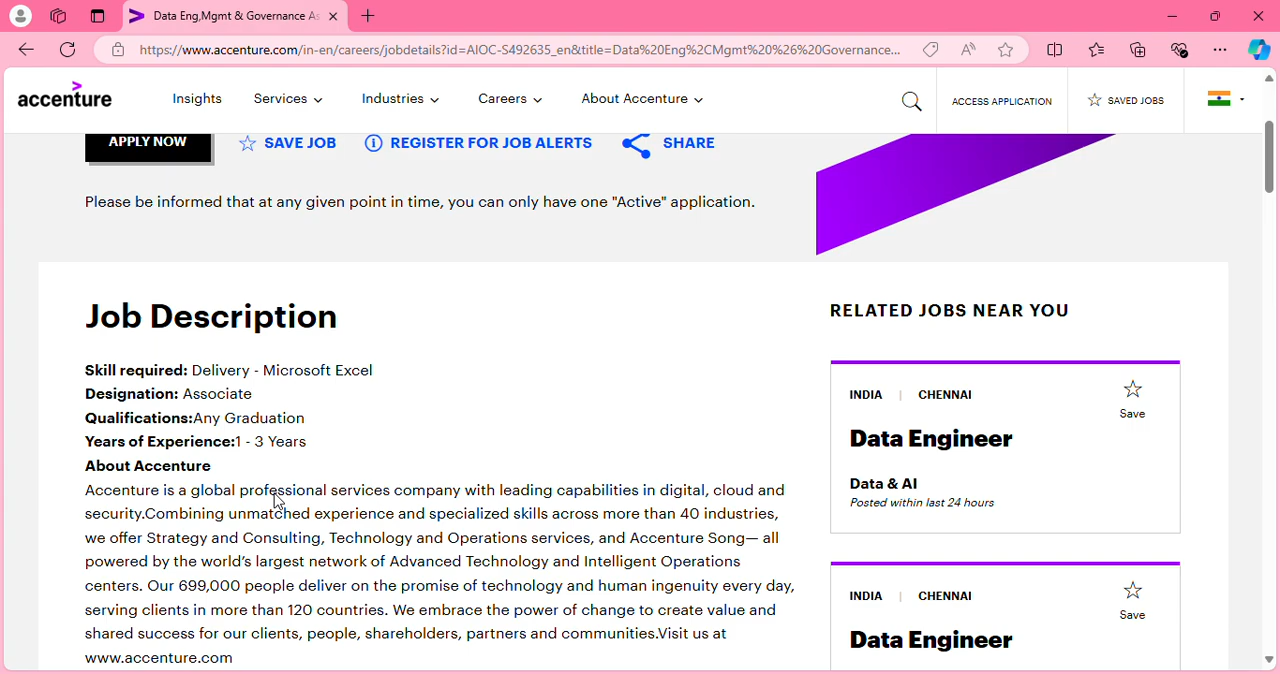 Data Eng,Mgmt & Governance As
https://www.accenture.com/in-en/careers/jobdetails?id=AIOC-S492635_en&title=Data%20Eng%2CMgmt%20%26%20Governance...
accenture
Insights
Services
Industries
Careers
About Accenture
ACCESS APPLICATION
SAVED JOBS
APPLY NOW
SAVE JOB
REGISTER FOR JOB ALERTS
SHARE
Please be informed that at any given point in time, you can only have one "Active" application.
Job Description
Skill required: Delivery - Microsoft Excel
Designation: Associate
Qualifications:Any Graduation
Years of Experience:1 - 3 Years
About Accenture
Accenture is a global professional services company with leading capabilities in digital, cloud and
security.Combining unmatched experience and specialized skills across more than 40 industries,
we offer Strategy and Consulting, Technology and Operations services, and Accenture Song— all
powered by the world’s largest network of Advanced Technology and Intelligent Operations
centers. Our 699,000 people deliver on the promise of technology and human ingenuity every day,
serving clients in more than 120 countries. We embrace the power of change to create value and
shared success for our clients, people, shareholders, partners and communities.Visit us at
www.accenture.com
RELATED JOBS NEAR YOU
INDIA | CHENNAI
Save
Data Engineer
Data & AI
Posted within last 24 hours
INDIA | CHENNAI
Save
Data Engineer